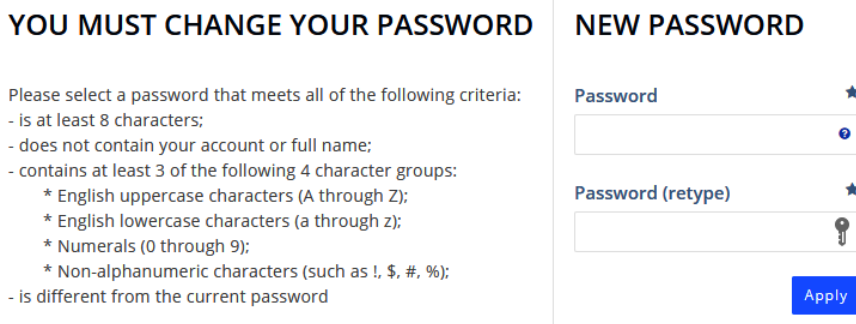 YOU MUST CHANGE YOUR PASSWORD
Please select a password that meets all of the following criteria:
- is at least 8 characters;
- does not contain your account or full name;
- contains at least 3 of the following 4 character groups:
* English uppercase characters (A through Z);
* English lowercase characters (a through z);
* Numerals (0 through 9);
* Non-alphanumeric characters (such as !, $, #, %);
- is different from the current password
NEW PASSWORD
Password
?
Password (retype)
Apply